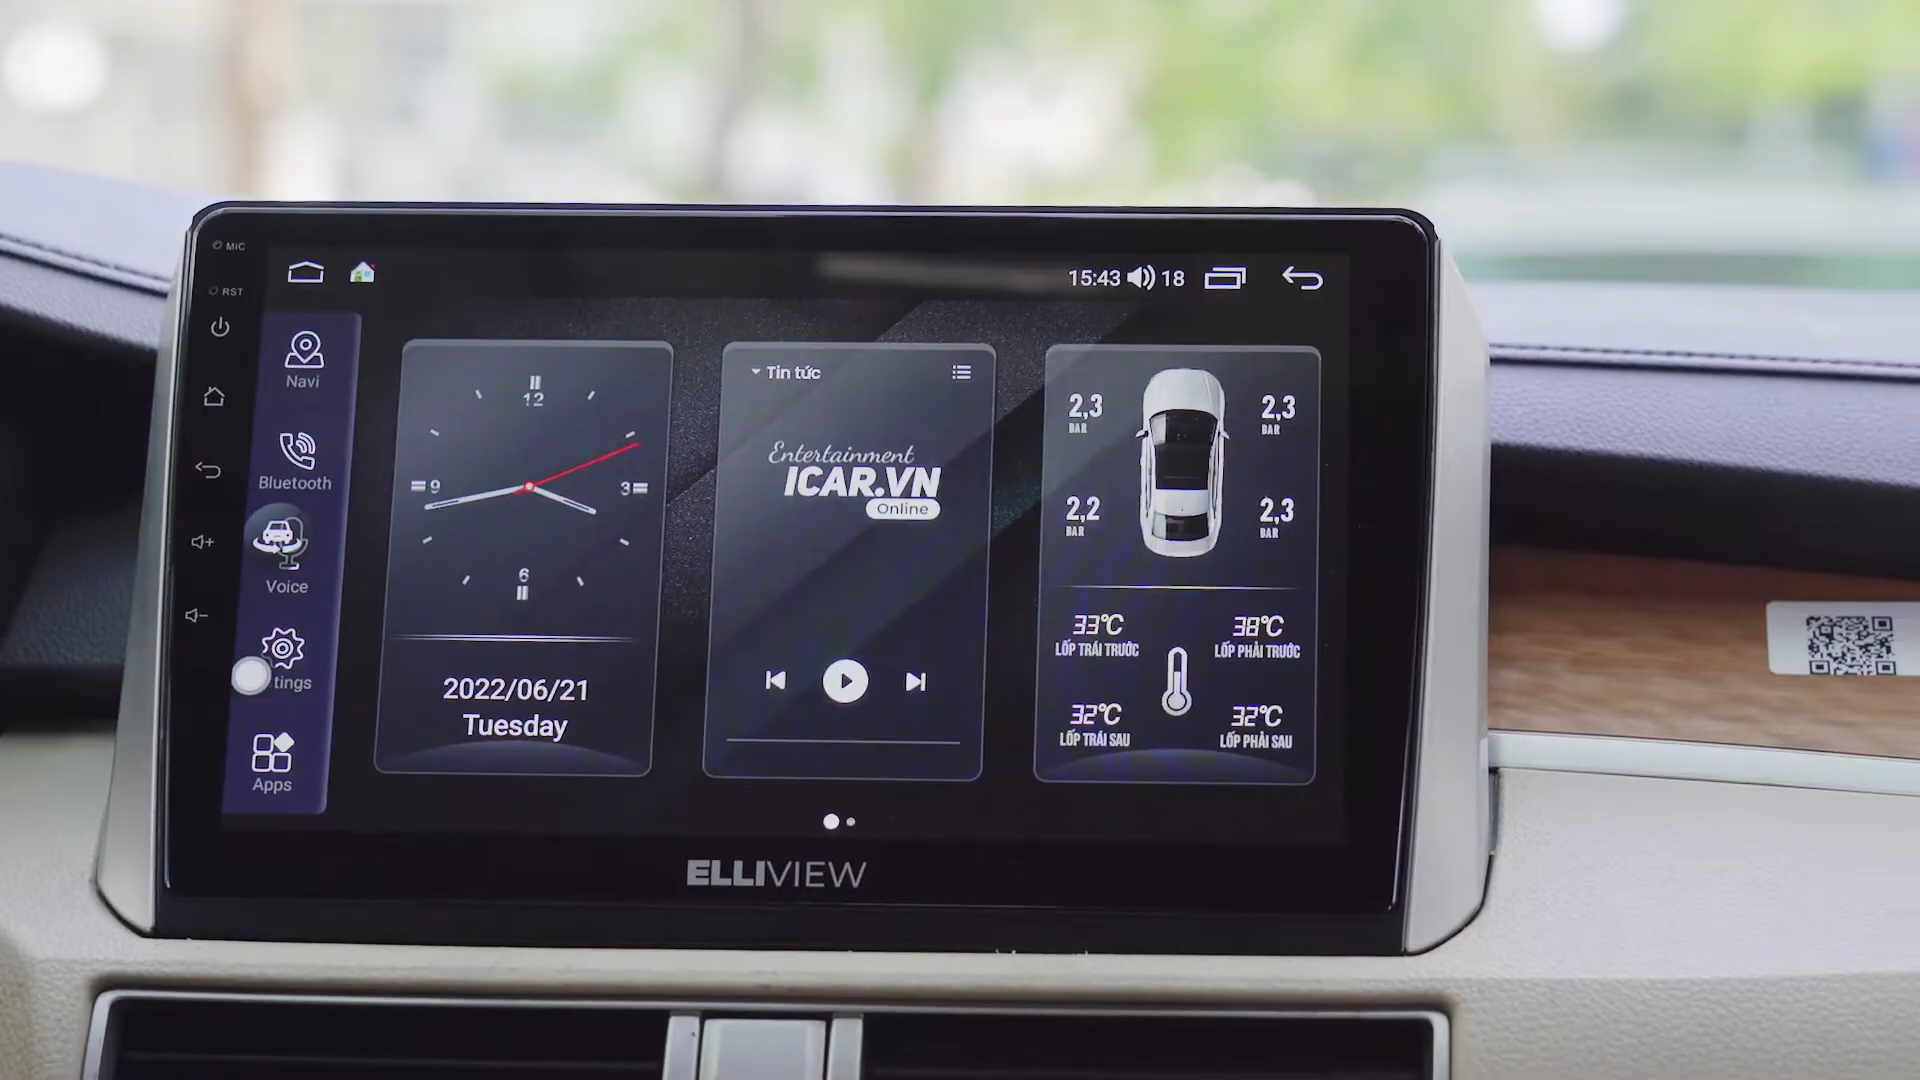 MIC
RST
15:43 18
Navi
Bluetooth
Voice
tings
Apps
12
9
3
6
2022/06/21
Tuesday
Tin tức
Entertainment
ICAR.VN
Online
2,3
BAR
2,3
BAR
2,2
BAR
2,3
BAR
33°C
LỐP TRÁI TRƯỚC
38°C
LỐP PHẢI TRƯỚC
32°C
LỐP TRÁI SAU
32°C
LỐP PHẢI SAU
ELLIVIEW